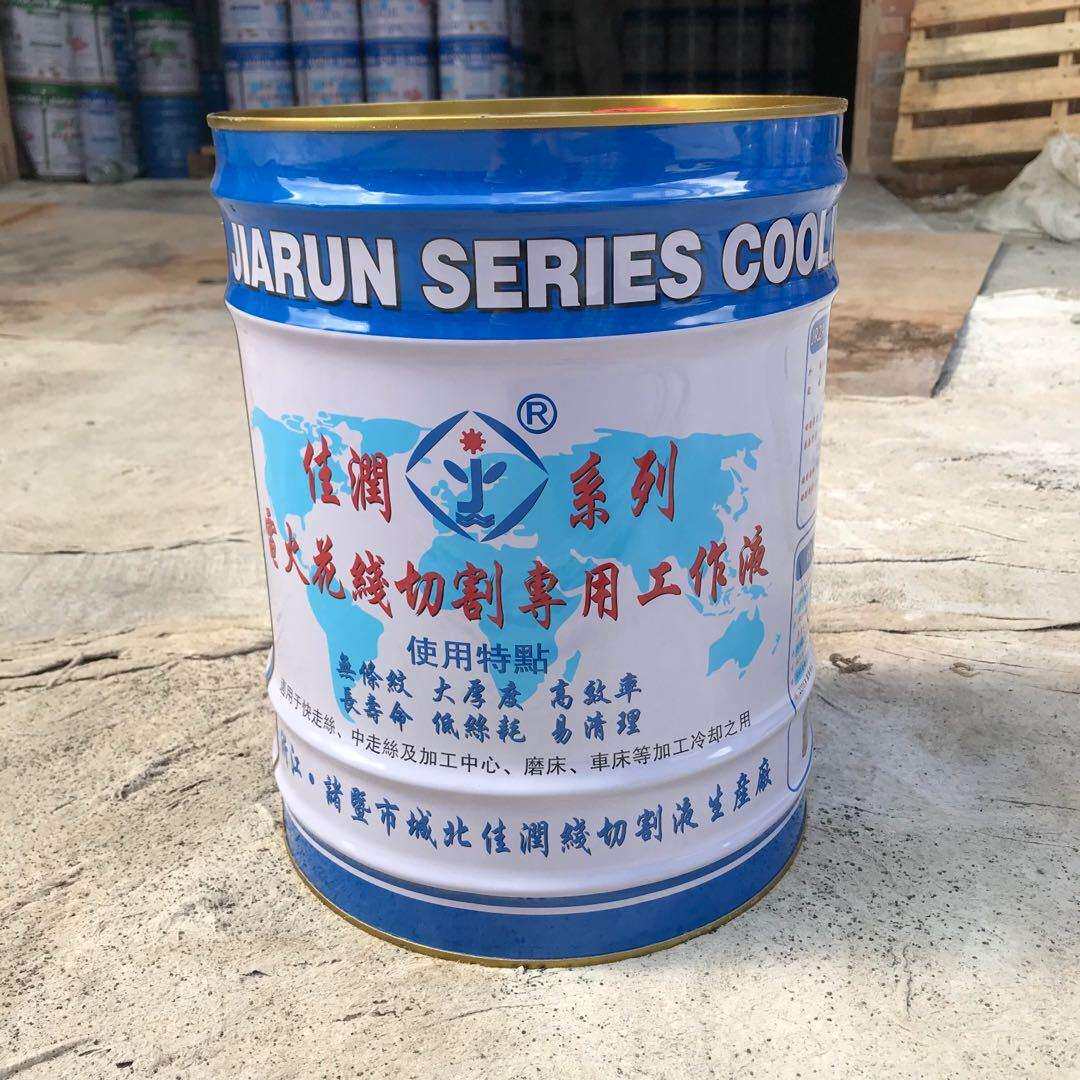 JIARUN SERIES COOL
®
佳潤 系列
電火花綫切割專用工作液
使用特點
無條紋 大厚度 高效率
長壽命 低絲耗 易清理
適用于快走絲、中走絲及加工中心、磨床、車床等加工冷却之用
浙江·諸暨市城北佳潤綫切割液生產廠